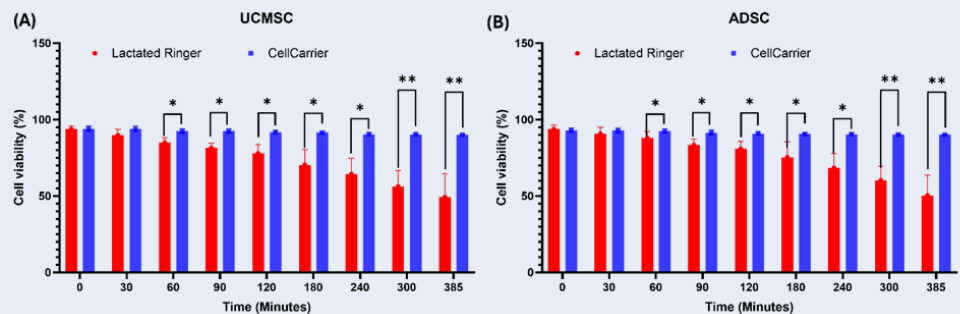 (A)
UCMSC
Lactated Ringer
CellCarrier
150
100
50
0
* * * * * ** **
Cell viability (%)
0 30 60 90 120 180 240 300 385
Time (Minutes)
(B)
ADSC
Lactated Ringer
CellCarrier
150
100
50
0
* * * * * ** **
Cell viability (%)
0 30 60 90 120 180 240 300 385
Time (Minutes)